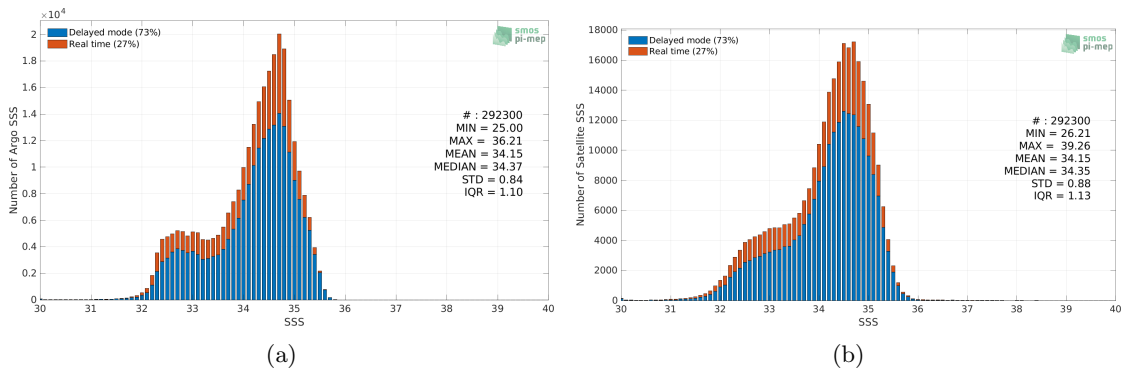 ×10⁴
Delayed mode (73%)
Real time (27%)
smos
pi-mep
# : 292300
MIN = 25.00
MAX = 36.21
MEAN = 34.15
MEDIAN = 34.37
STD = 0.84
IQR = 1.10
Number of Argo SSS
2
1.8
1.6
1.4
1.2
1
0.8
0.6
0.4
0.2
0
30 31 32 33 34 35 36 37 38 39 40
SSS
(a)
Delayed mode (73%)
Real time (27%)
smos
pi-mep
# : 292300
MIN = 26.21
MAX = 39.26
MEAN = 34.15
MEDIAN = 34.35
STD = 0.88
IQR = 1.13
Number of Satellite SSS
18000
16000
14000
12000
10000
8000
6000
4000
2000
0
30 31 32 33 34 35 36 37 38 39 40
SSS
(b)